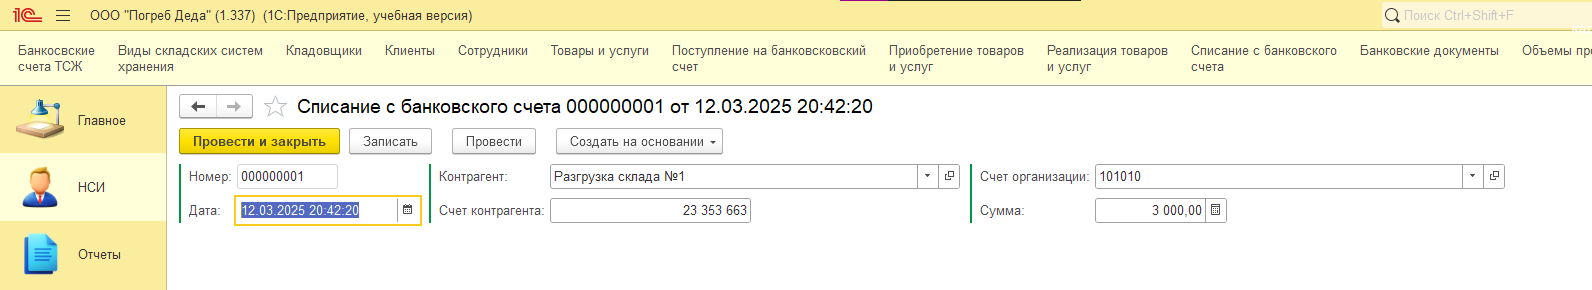 1С ООО "Погреб Деда" (1.337) (1С:Предприятие, учебная версия) Поиск Ctrl+Shift+F
Банкосвские счета ТСЖ
Виды складских систем хранения
Кладовщики
Клиенты
Сотрудники
Товары и услуги
Поступление на банковсковский счет
Приобретение товаров и услуг
Реализация товаров и услуг
Списание с банковского счета
Банковские документы
Объемы про
Главное
НСИ
Отчеты
Списание с банковского счета 000000001 от 12.03.2025 20:42:20
Провести и закрыть Записать Провести Создать на основании
Номер: 000000001 Контрагент: Разгрузка склада №1 Счет организации: 101010
Дата: 12.03.2025 20:42:20 Счет контрагента: 23 353 663 Сумма: 3 000,00